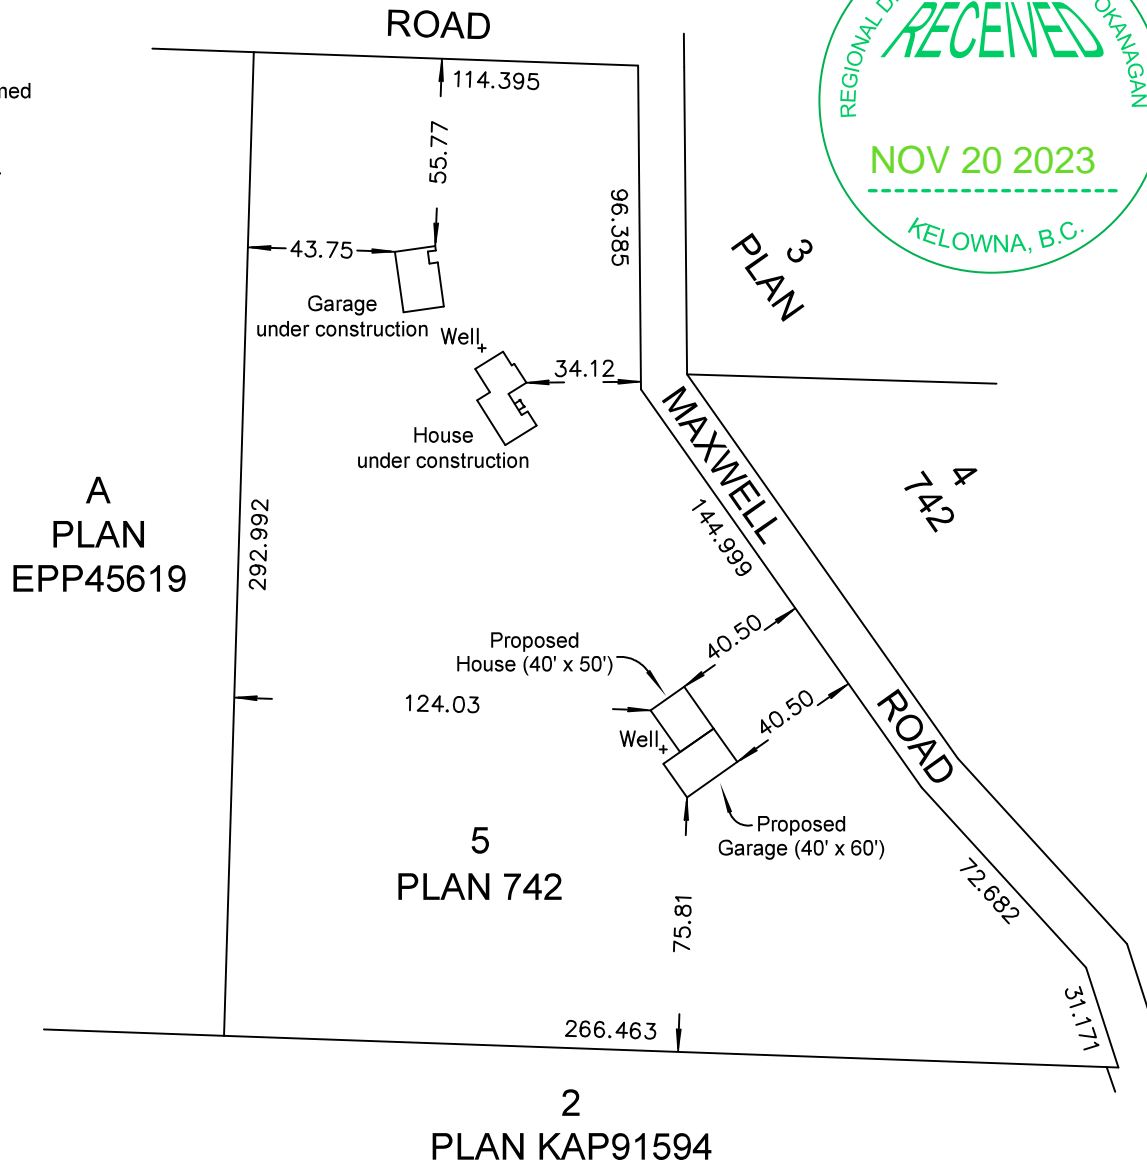 ROAD
114.395
55.77
43.75
Garage
under construction
Well
96.385
34.12
House
under construction
REGIONAL
OKANAGAN
RECEIVED
NOV 20 2023
KELOWNA, B.C.
3
PLAN
MAXWELL
4
742
A
PLAN
EPP45619
292.992
144.999
Proposed
House (40' x 50')
40.50
124.03
Well
40.50
ROAD
Proposed
Garage (40' x 60')
5
PLAN 742
75.81
72.682
31.171
266.463
2
PLAN KAP91594